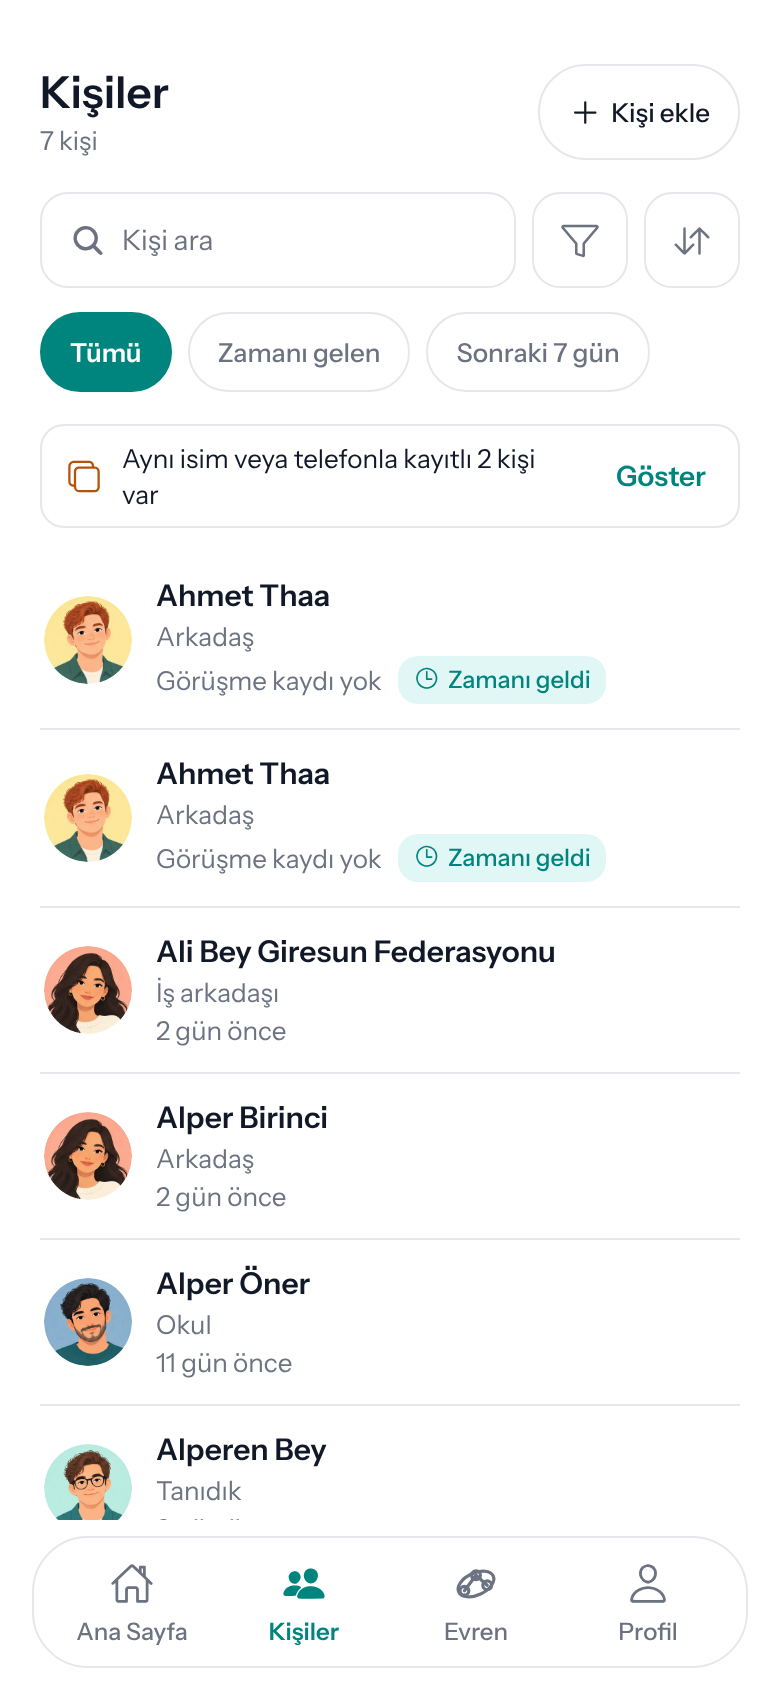 Kişiler
7 kişi
Kişi ekle
Kişi ara
Tümü
Zamanı gelen
Sonraki 7 gün
Aynı isim veya telefonla kayıtlı 2 kişi
var
Göster
Ahmet Thaa
Arkadaş
Görüşme kaydı yok
Zamanı geldi
Ahmet Thaa
Arkadaş
Görüşme kaydı yok
Zamanı geldi
Ali Bey Giresun Federasyonu
İş arkadaşı
2 gün önce
Alper Birinci
Arkadaş
2 gün önce
Alper Öner
Okul
11 gün önce
Alperen Bey
Tanıdık
Ana Sayfa
Kişiler
Evren
Profil